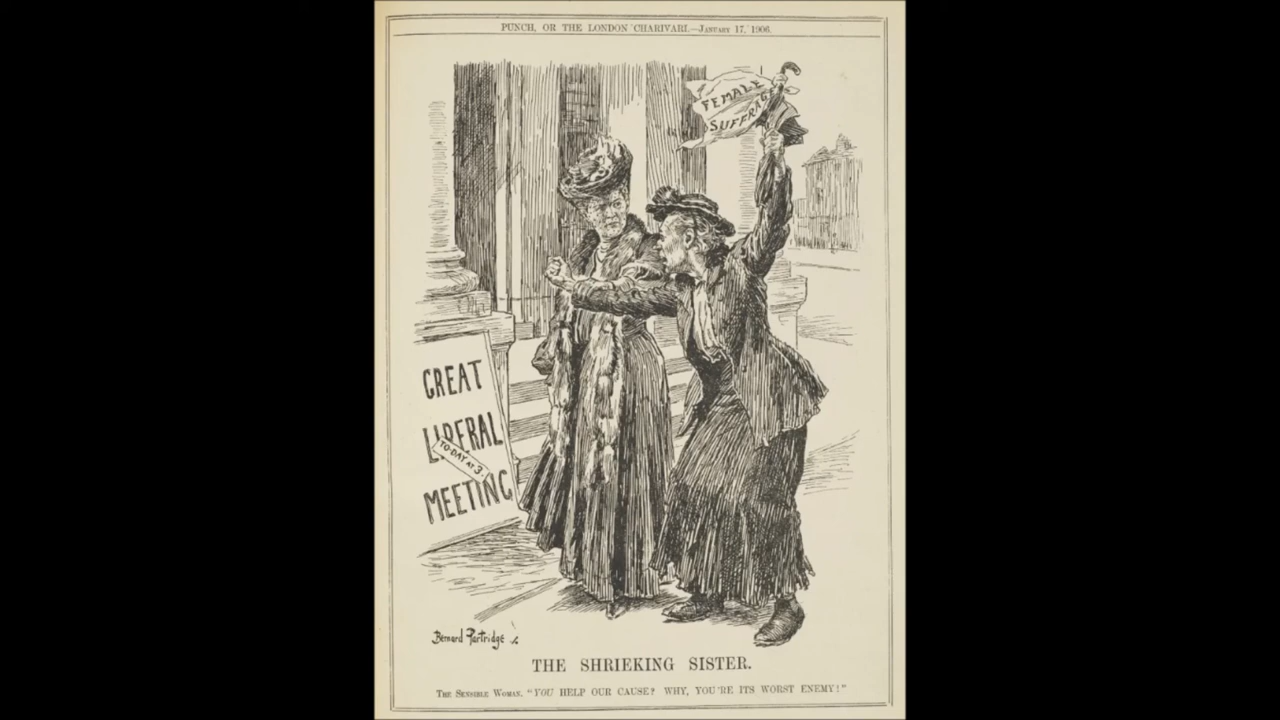 PUNCH, OR THE LONDON CHARIVARI.—January 17, 1906.
FEMALE
SUFFRAGE
GREAT
LIBERAL
TO-DAY AT 3
MEETING
Bernard Partridge
THE SHRIEKING SISTER.
The Sensible Woman. "YOU HELP OUR CAUSE? WHY, YOU'RE ITS WORST ENEMY!"